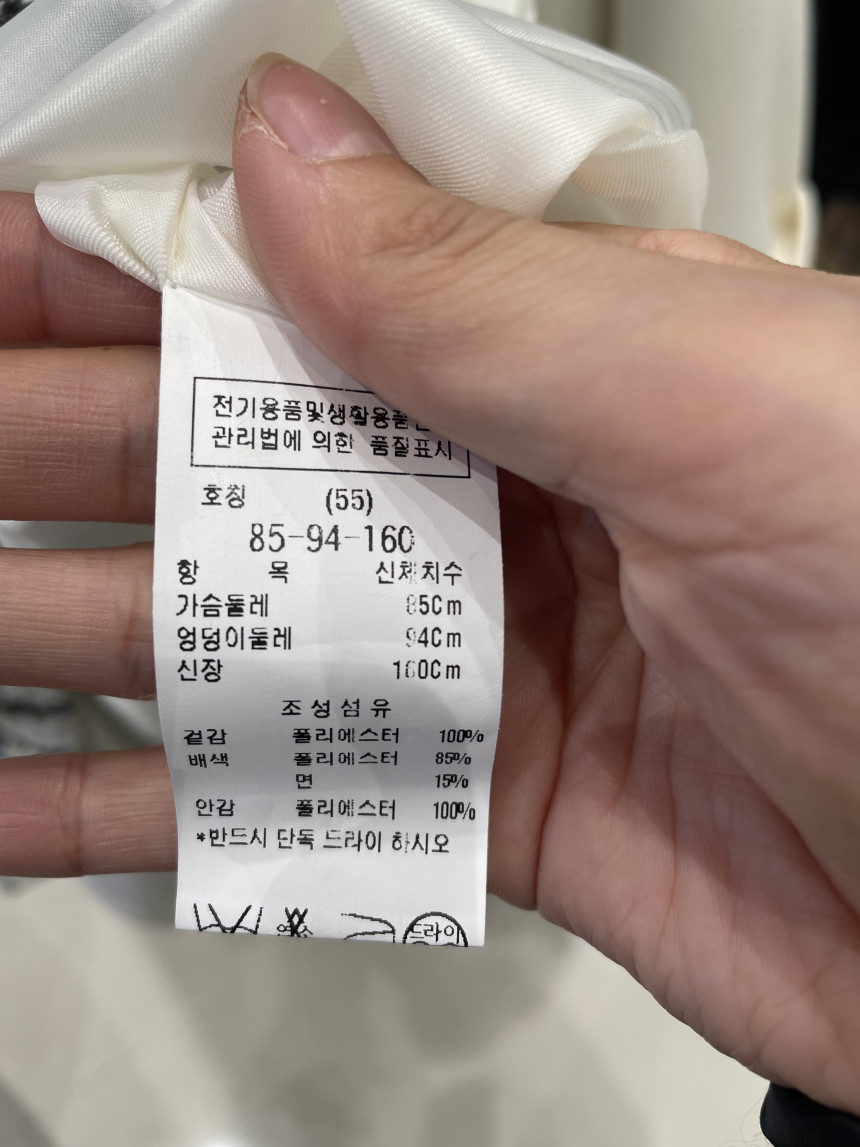 전기용품및생활용품
관리법에 의한 품질표시
호칭 (55)
85-94-160
항 목 신체치수
가슴둘레 85Cm
엉덩이둘레 94Cm
신장 160Cm
조성섬유
겉감 폴리에스터 100%
배색 폴리에스터 85%
면 15%
안감 폴리에스터 100%
*반드시 단독 드라이 하시오
드라이